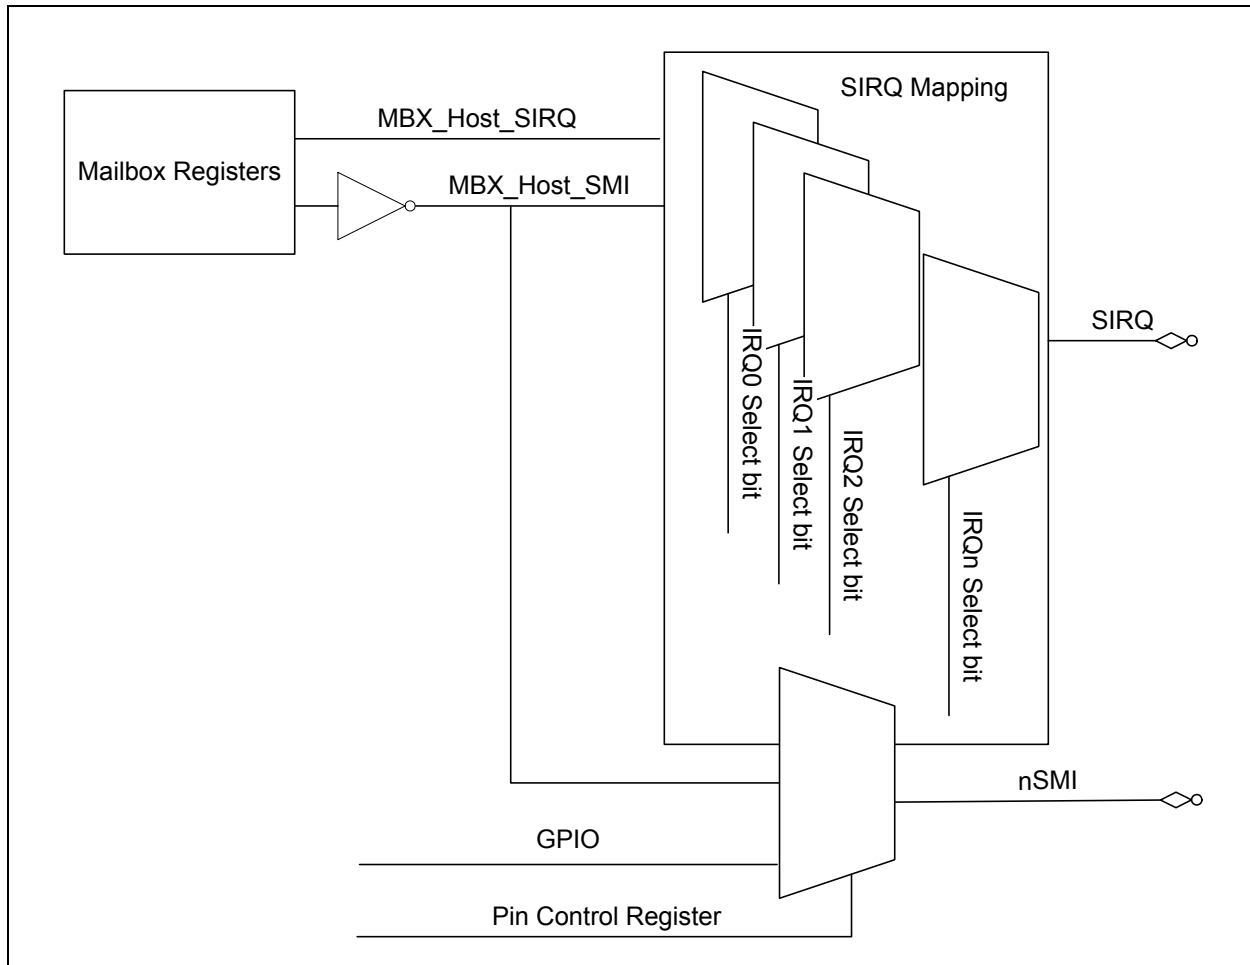 SIRQ Mapping
MBX_Host_SIRQ
Mailbox Registers
MBX_Host_SMI
SIRQ
IRQ0 Select bit
IRQ1 Select bit
IRQ2 Select bit
IRQn Select bit
nSMI
GPIO
Pin Control Register